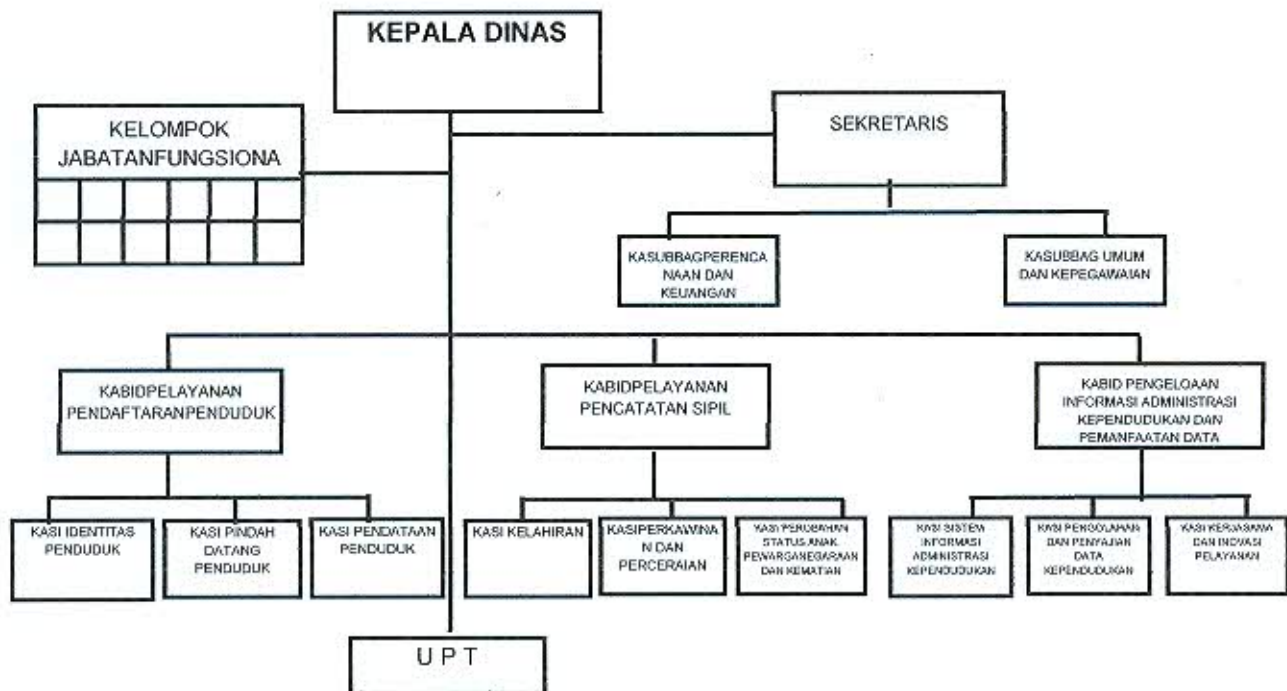 KEPALA DINAS
KELOMPOK
JABATANFUNGSIONA
SEKRETARIS
KASUBBAGPERENCA
NAAN DAN
KEUANGAN
KASUBBAG UMUM
DAN KEPEGAWAIAN
KABIDPELAYANAN
PENDAFTARANPENDUDUK
KABIDPELAYANAN
PENCATATAN SIPIL
KABID PENGELOAAN
INFORMASI ADMINISTRASI
KEPENDUDUKAN DAN
PEMANFAATAN DATA
KASI IDENTITAS
PENDUDUK
KASI PINDAH
DATANG
PENDUDUK
KASI PENDATAAN
PENDUDUK
KASI KELAHIRAN
KASIPERKAWINA
N DAN
PERCERAIAN
KASI PEROBAHAN
STATUS ANAK,
PEWARGANEGARAAN
DAN KEMATIAN
KASI SISTEM
INFORMASI
ADMINISTRASI
KEPENDUDUKAN
KASI PENGOLAHAN
DAN PENYAJIAN
DATA
KEPENDUDUKAN
KASI KERJASAMA
DAN INOVASI
PELAYANAN
U P T